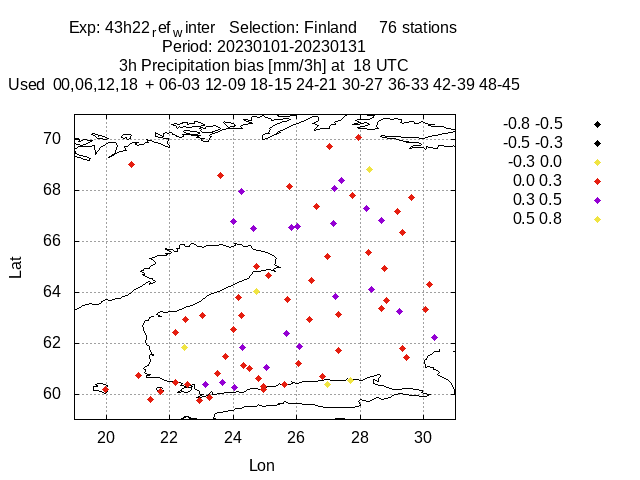 Exp: 43h22refwinter Selection: Finland 76 stations
Period: 20230101-20230131
3h Precipitation bias [mm/3h] at 18 UTC
Used 00,06,12,18 + 06-03 12-09 18-15 24-21 30-27 36-33 42-39 48-45
-0.8 -0.5
-0.5 -0.3
-0.3 0.0
0.0 0.3
0.3 0.5
0.5 0.8
70
68
66
64
62
60
Lat
20 22 24 26 28 30
Lon